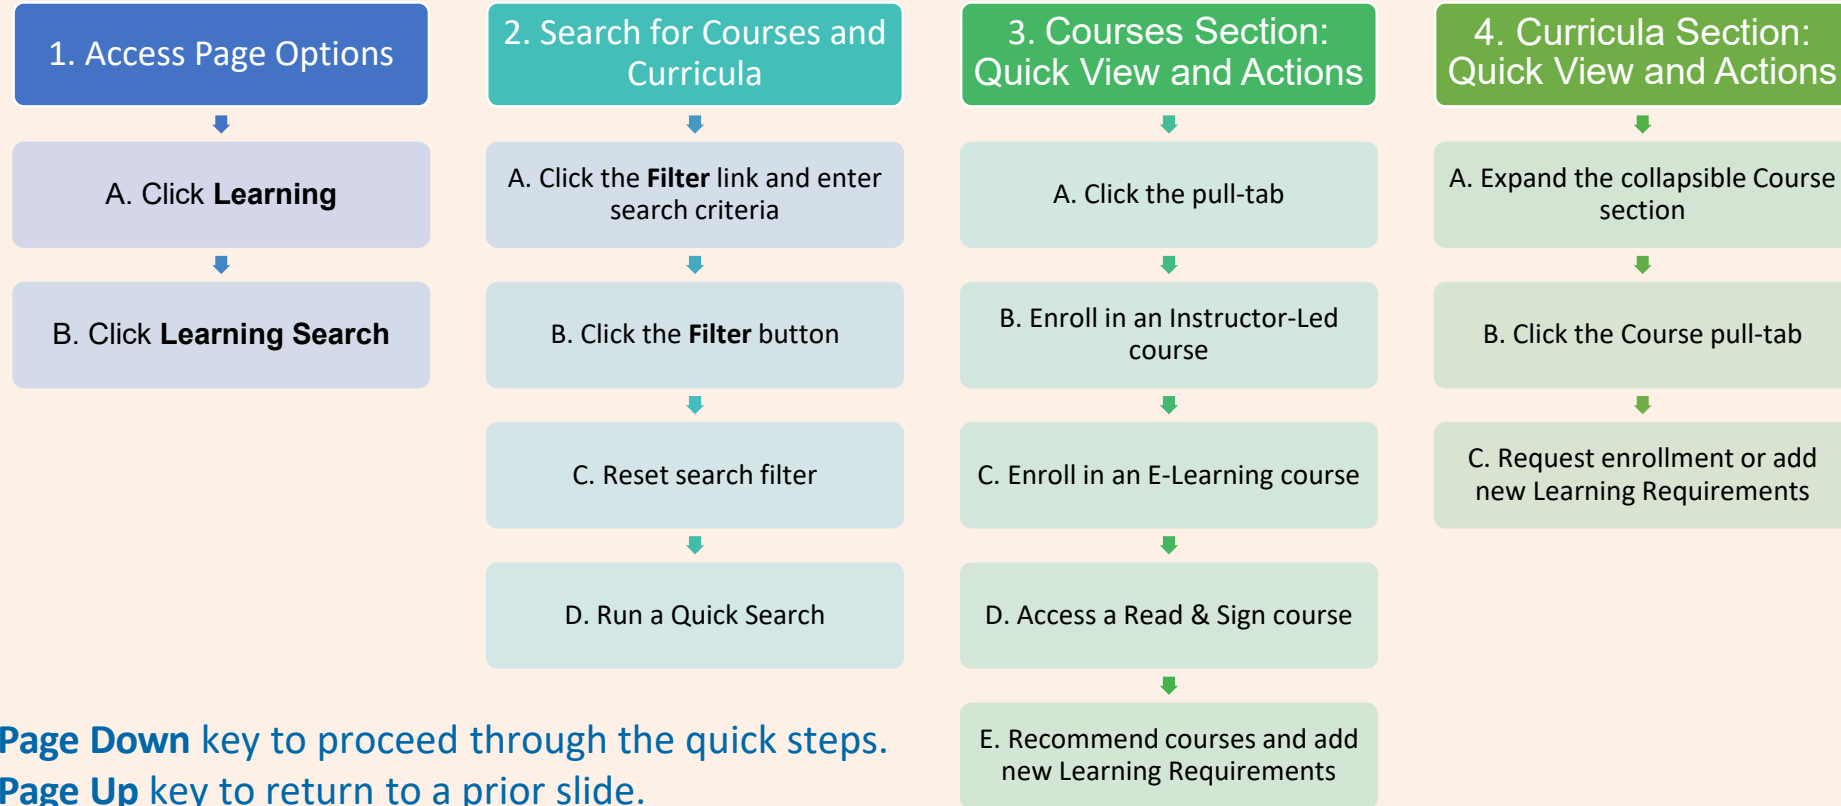 1. Access Page Options
A. Click Learning
B. Click Learning Search
2. Search for Courses and
Curricula
A. Click the Filter link and enter
search criteria
B. Click the Filter button
C. Reset search filter
D. Run a Quick Search
3. Courses Section:
Quick View and Actions
A. Click the pull-tab
B. Enroll in an Instructor-Led
course
C. Enroll in an E-Learning course
D. Access a Read & Sign course
E. Recommend courses and add
new Learning Requirements
4. Curricula Section:
Quick View and Actions
A. Expand the collapsible Course
section
B. Click the Course pull-tab
C. Request enrollment or add
new Learning Requirements
Page Down key to proceed through the quick steps.
Page Up key to return to a prior slide.